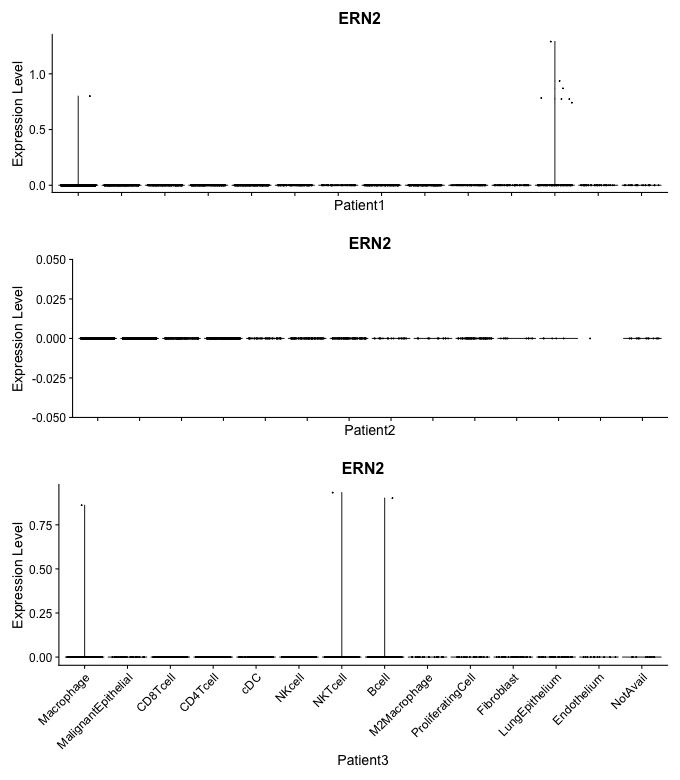 ERN2
Expression Level
1.0
0.5
0.0
Patient1
ERN2
Expression Level
0.050
0.025
0.000
-0.025
-0.050
Patient2
ERN2
Expression Level
0.75
0.50
0.25
0.00
Macrophage
MalignantEpithelial
CD8Tcell
CD4Tcell
cDC
NKcell
NKTcell
Bcell
M2Macrophage
ProliferatingCell
Fibroblast
LungEpithelium
Endothelium
NotAvail
Patient3